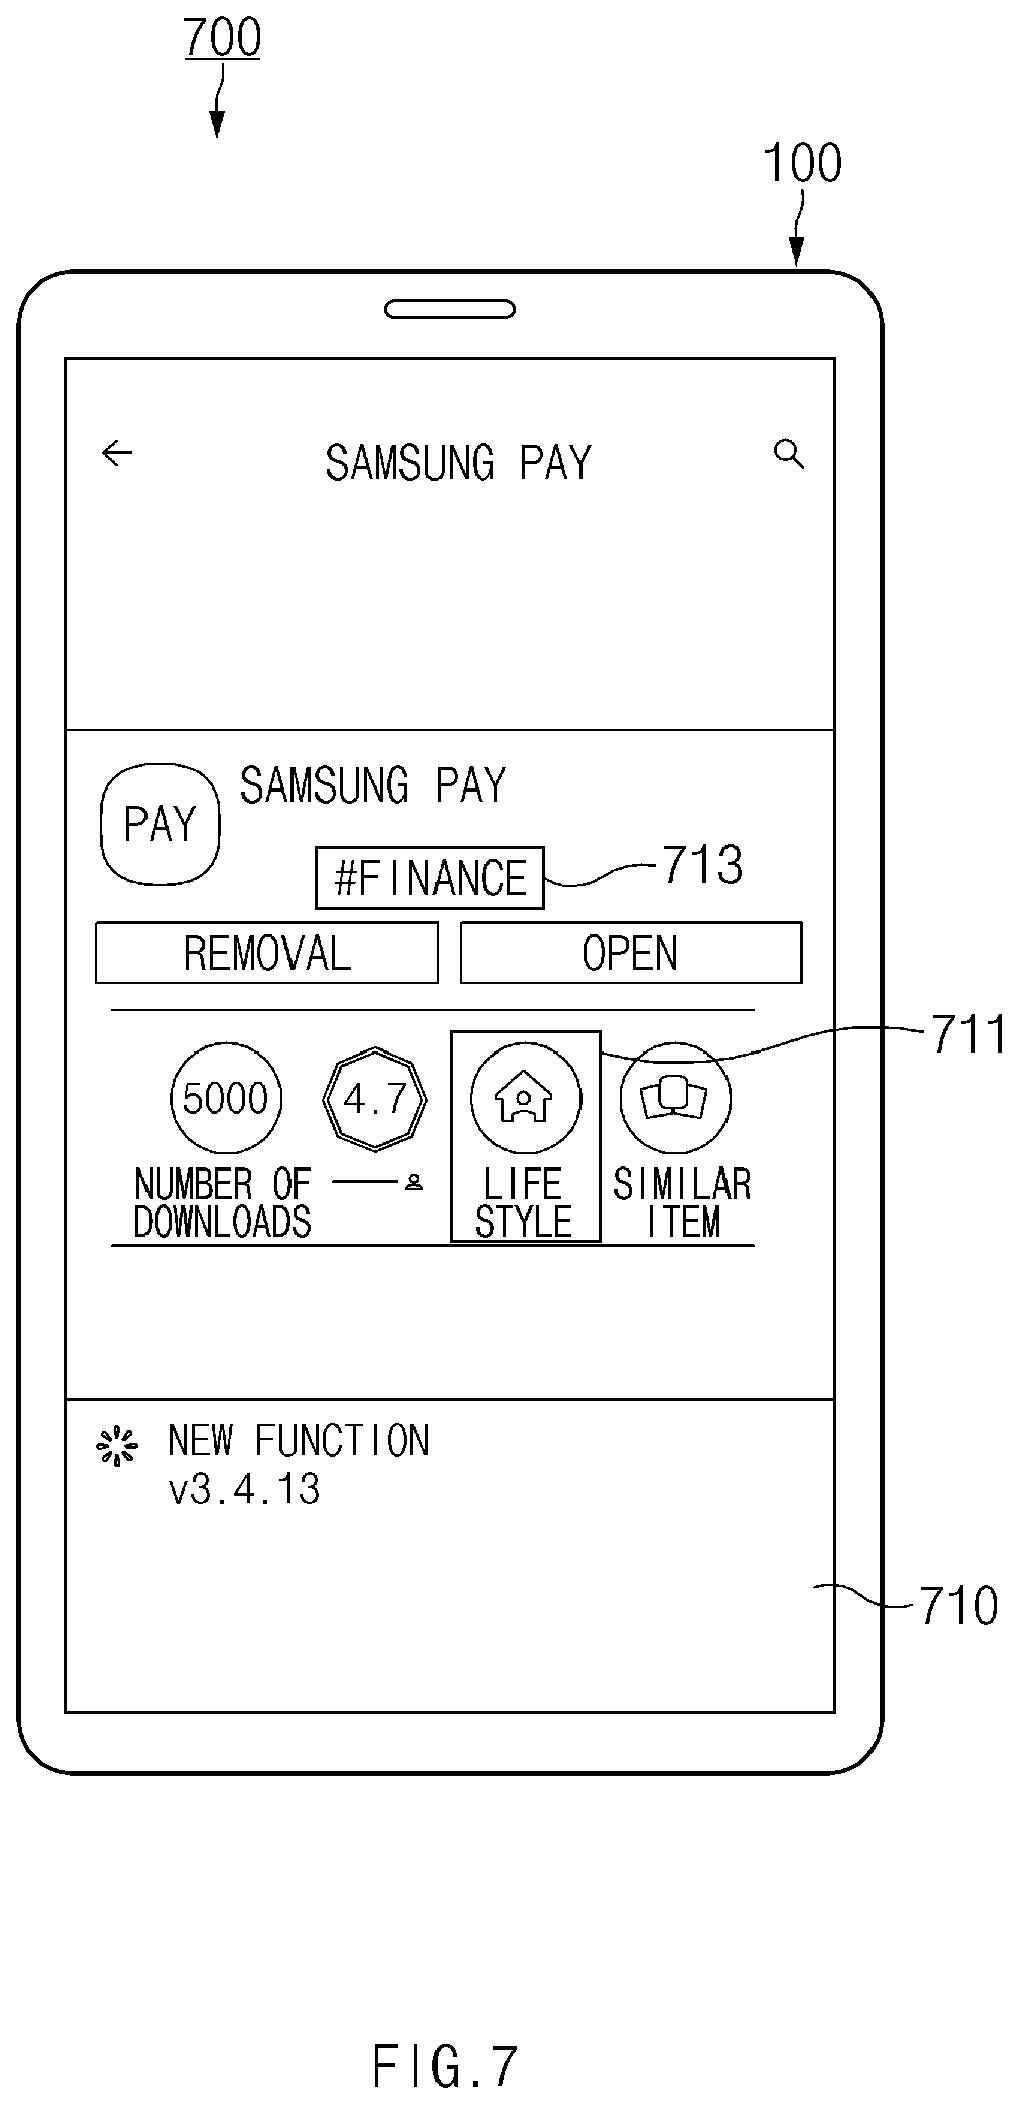 700
100
SAMSUNG PAY
PAY
SAMSUNG PAY
#FINANCE
713
REMOVAL
OPEN
711
5000
4.7
NUMBER OF
DOWNLOADS
LIFE
STYLE
SIMILAR
ITEM
NEW FUNCTION
v3.4.13
710
FIG.7